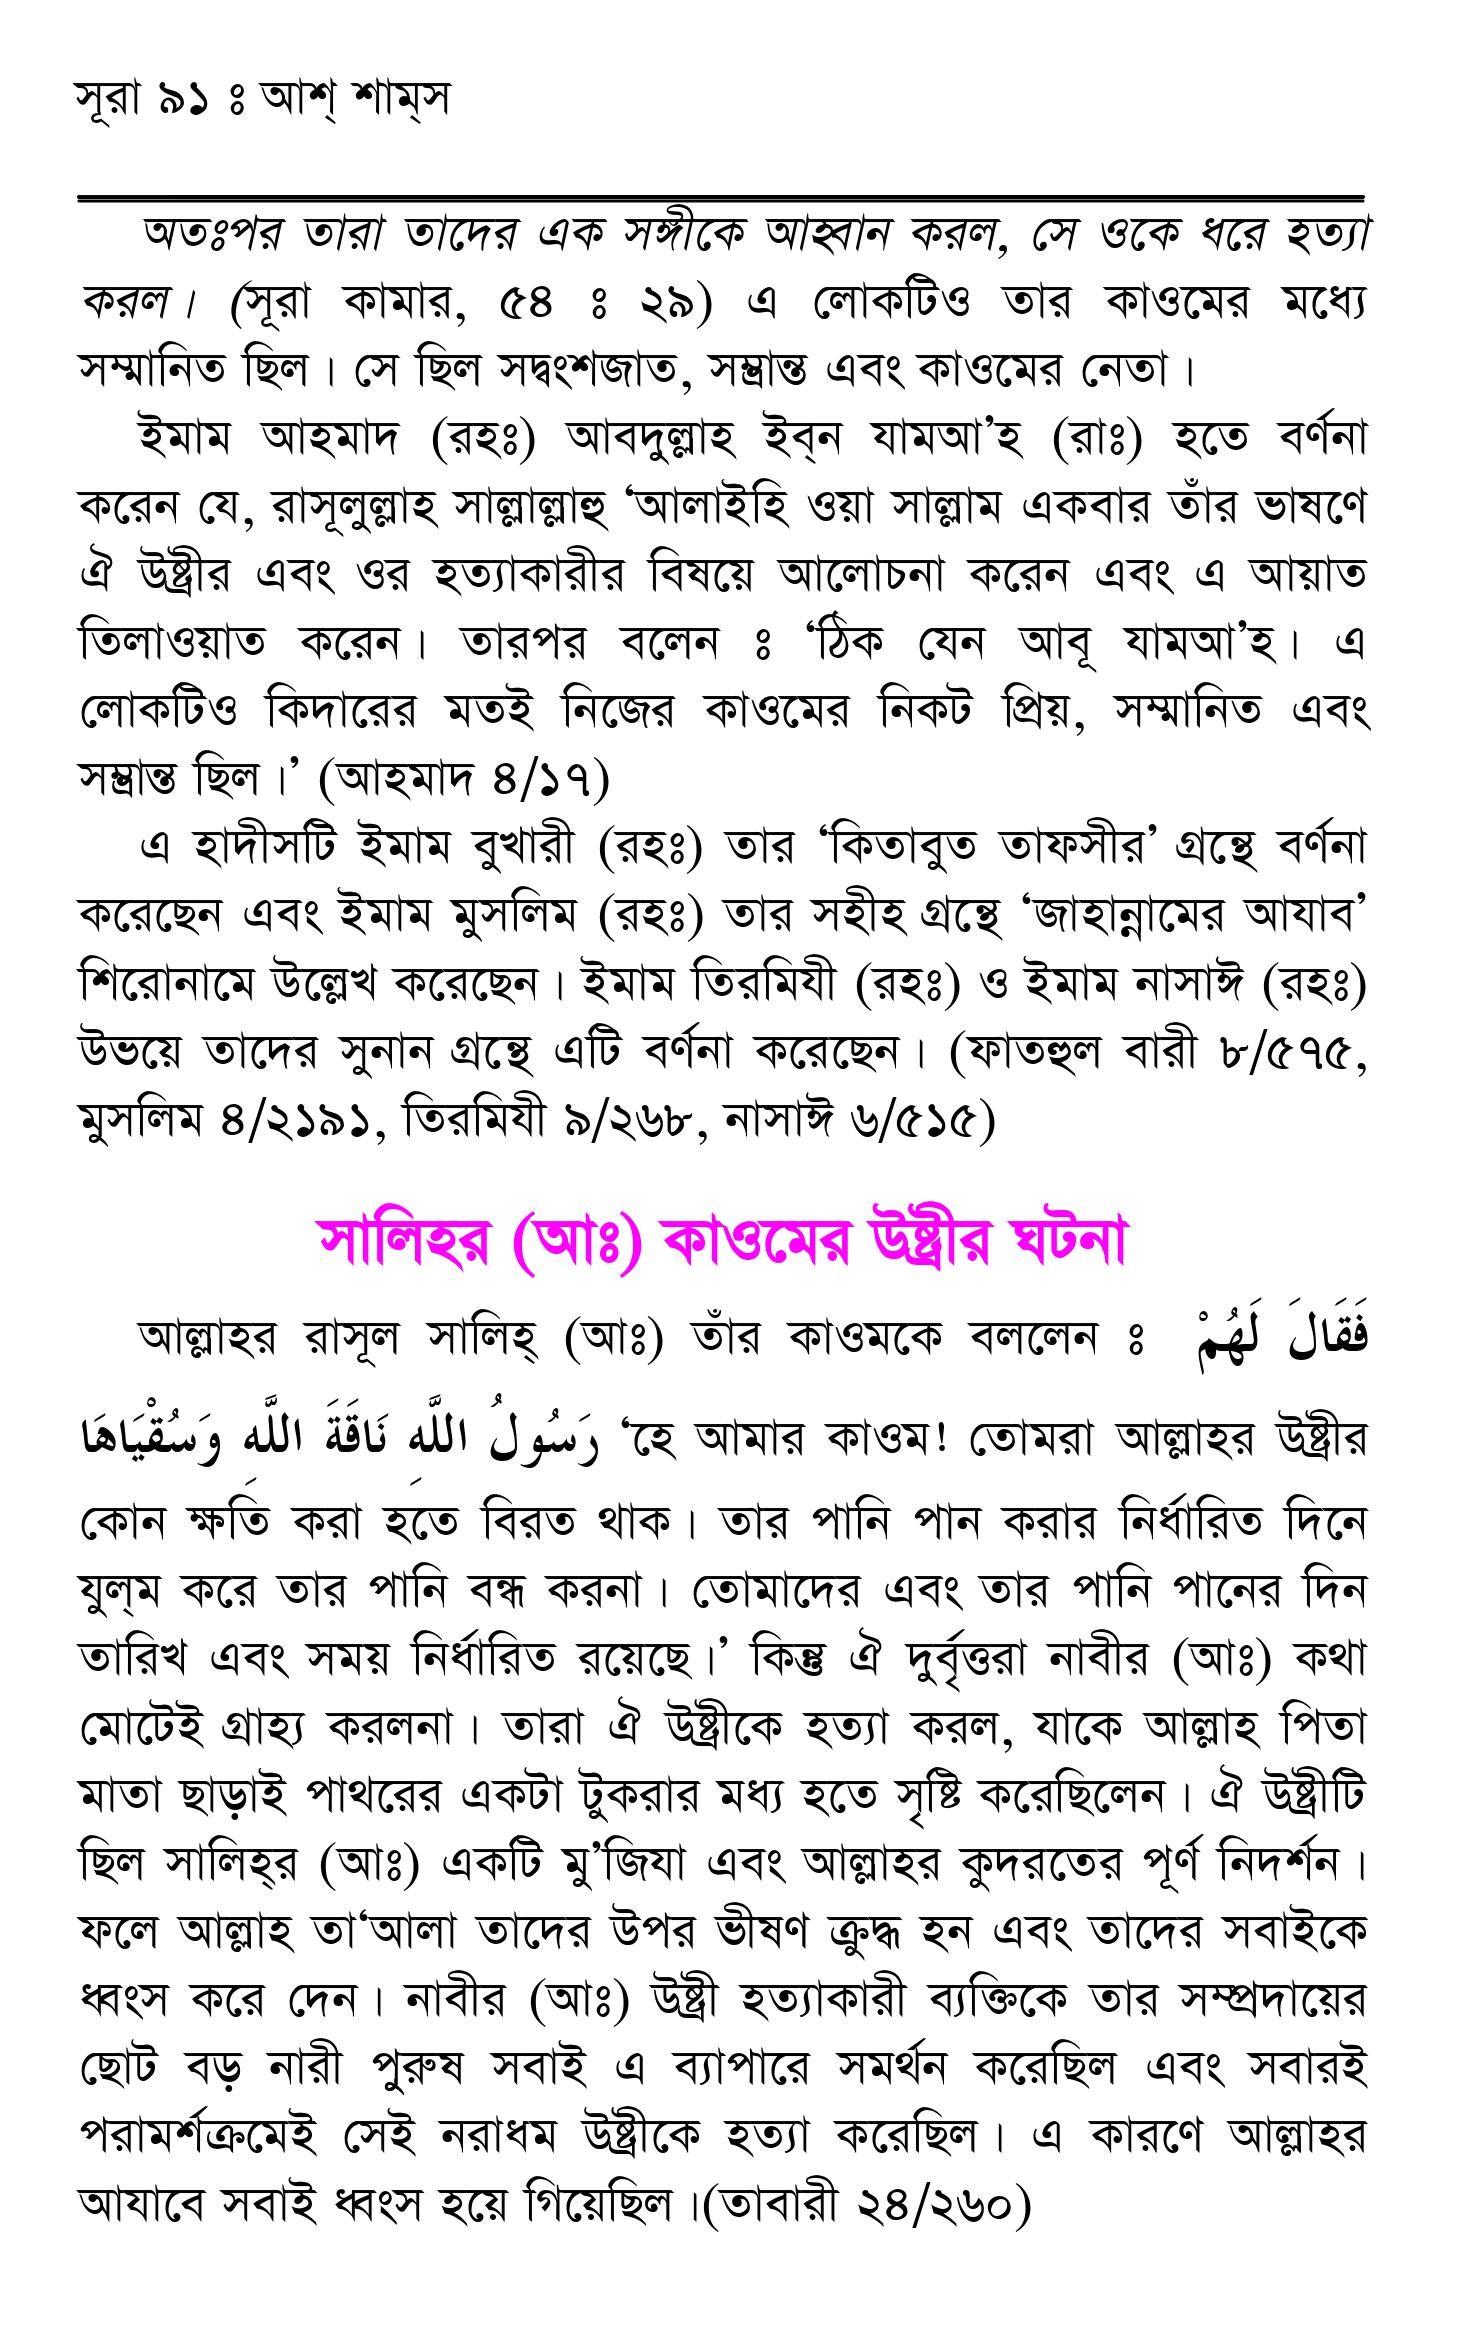 সূরা ৯১ ঃ আশ্ শাম্স
অতঃপর তারা তাদের এক সঙ্গীকে আহ্বান করল, সে ওকে ধরে হত্যা
করল। (সূরা কামার, ৫৪ ঃ ২৯) এ লোকটিও তার কাওমের মধ্যে
সম্মানিত ছিল। সে ছিল সদ্বংশজাত, সম্ভ্রান্ত এবং কাওমের নেতা।
ইমাম আহমাদ (রহঃ) আবদুল্লাহ ইব্ন যামআ’হ (রাঃ) হতে বর্ণনা
করেন যে, রাসূলুল্লাহ সাল্লাল্লাহু ‘আলাইহি ওয়া সাল্লাম একবার তাঁর ভাষণে
ঐ উষ্ট্রীর এবং ওর হত্যাকারীর বিষয়ে আলোচনা করেন এবং এ আয়াত
তিলাওয়াত করেন। তারপর বলেন ঃ ‘ঠিক যেন আবূ যামআ’হ। এ
লোকটিও কিদারের মতই নিজের কাওমের নিকট প্রিয়, সম্মানিত এবং
সম্ভ্রান্ত ছিল।’ (আহমাদ ৪/১৭)
এ হাদীসটি ইমাম বুখারী (রহঃ) তার ‘কিতাবুত তাফসীর’ গ্রন্থে বর্ণনা
করেছেন এবং ইমাম মুসলিম (রহঃ) তার সহীহ গ্রন্থে ‘জাহান্নামের আযাব’
শিরোনামে উল্লেখ করেছেন। ইমাম তিরমিযী (রহঃ) ও ইমাম নাসাঈ (রহঃ)
উভয়ে তাদের সুনান গ্রন্থে এটি বর্ণনা করেছেন। (ফাতহুল বারী ৮/৫৭৫,
মুসলিম ৪/২১৯১, তিরমিযী ৯/২৬৮, নাসাঈ ৬/৫১৫)
সালিহর (আঃ) কাওমের উষ্ট্রীর ঘটনা
আল্লাহর রাসূল সালিহ্ (আঃ) তাঁর কাওমকে বললেন ঃ فَقَالَ لَهُمْ
رَسُولُ اللَّهِ نَاقَةَ اللَّهِ وَسُقْيَاهَا ‘হে আমার কাওম! তোমরা আল্লাহর উষ্ট্রীর
কোন ক্ষতি করা হতে বিরত থাক। তার পানি পান করার নির্ধারিত দিনে
যুল্ম করে তার পানি বন্ধ করনা। তোমাদের এবং তার পানি পানের দিন
তারিখ এবং সময় নির্ধারিত রয়েছে।’ কিন্তু ঐ দুর্বৃত্তরা নাবীর (আঃ) কথা
মোটেই গ্রাহ্য করলনা। তারা ঐ উষ্ট্রীকে হত্যা করল, যাকে আল্লাহ পিতা
মাতা ছাড়াই পাথরের একটা টুকরার মধ্য হতে সৃষ্টি করেছিলেন। ঐ উষ্ট্রীটি
ছিল সালিহ্‌র (আঃ) একটি মু’জিযা এবং আল্লাহর কুদরতের পূর্ণ নিদর্শন।
ফলে আল্লাহ তা‘আলা তাদের উপর ভীষণ ক্রুদ্ধ হন এবং তাদের সবাইকে
ধ্বংস করে দেন। নাবীর (আঃ) উষ্ট্রী হত্যাকারী ব্যক্তিকে তার সম্প্রদায়ের
ছোট বড় নারী পুরুষ সবাই এ ব্যাপারে সমর্থন করেছিল এবং সবারই
পরামর্শক্রমেই সেই নরাধম উষ্ট্রীকে হত্যা করেছিল। এ কারণে আল্লাহর
আযাবে সবাই ধ্বংস হয়ে গিয়েছিল।(তাবারী ২৪/২৬০)